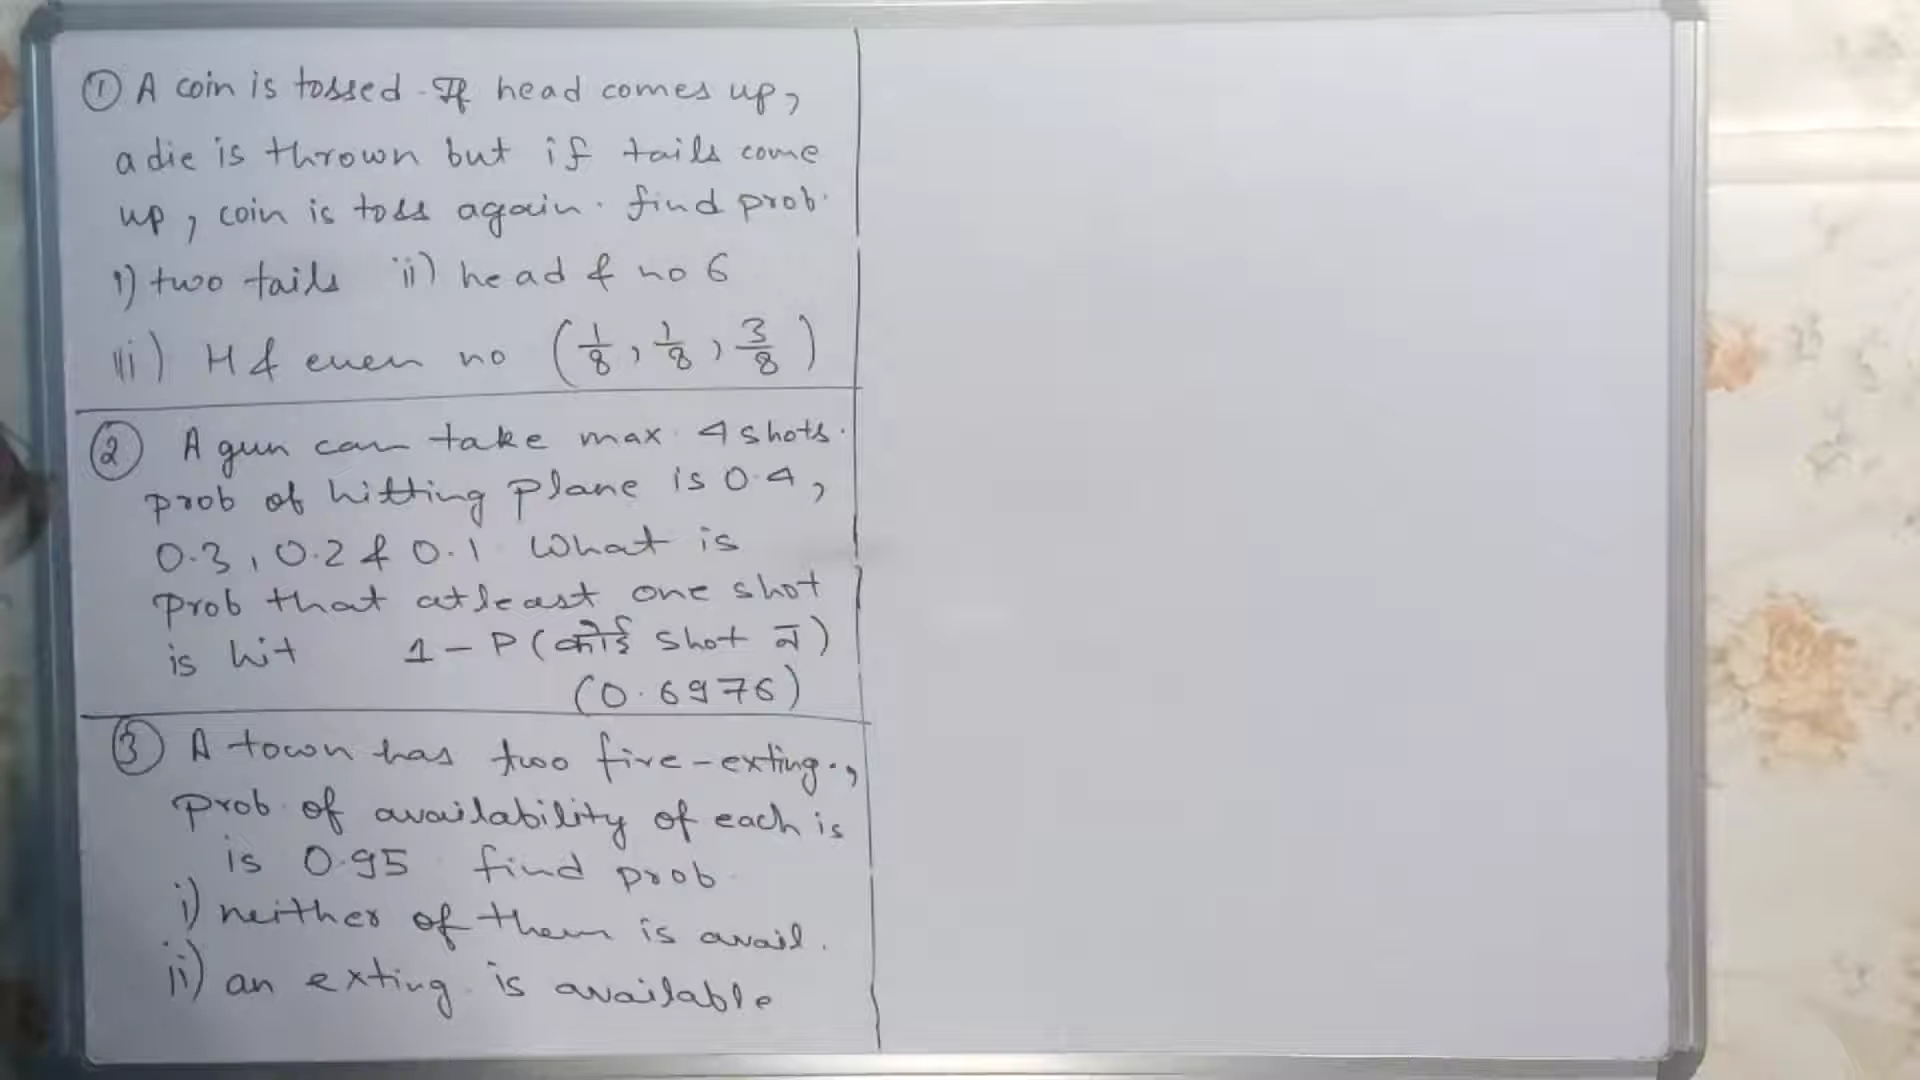 ① A coin is tossed. If head comes up,
a die is thrown but if tails come
up, coin is toss again. find prob.
i) two tails ii) head & no 6
iii) H & even no (1/8, 1/8, 3/8)
② A gun can take max. 4 shots.
prob of hitting plane is 0.4,
0.3, 0.2 & 0.1. What is
prob that atleast one shot
is hit 1 - P (कोई shot न)
(0.6976)
③ A town has two fire-exting.,
prob. of availability of each is
is 0.95 find prob.
i) neither of them is avail.
ii) an exting. is available